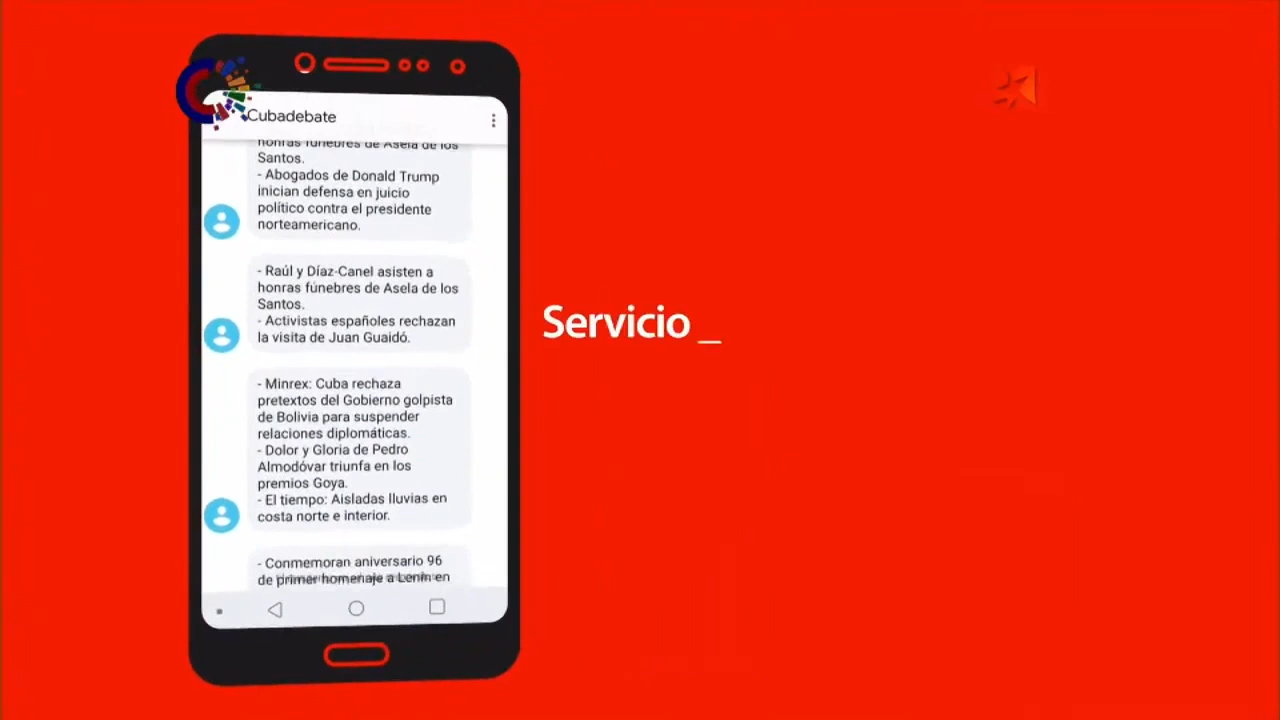 Cubadebate
honras fúnebres de Asela de los
Santos.
- Abogados de Donald Trump
inician defensa en juicio
político contra el presidente
norteamericano.
- Raúl y Díaz-Canel asisten a
honras fúnebres de Asela de los
Santos.
- Activistas españoles rechazan
la visita de Juan Guaidó.
- Minrex: Cuba rechaza
pretextos del Gobierno golpista
de Bolivia para suspender
relaciones diplomáticas.
- Dolor y Gloria de Pedro
Almodóvar triunfa en los
premios Goya.
- El tiempo: Aisladas lluvias en
costa norte e interior.
- Conmemoran aniversario 96
de primer homenaje a Lenin en
Servicio _